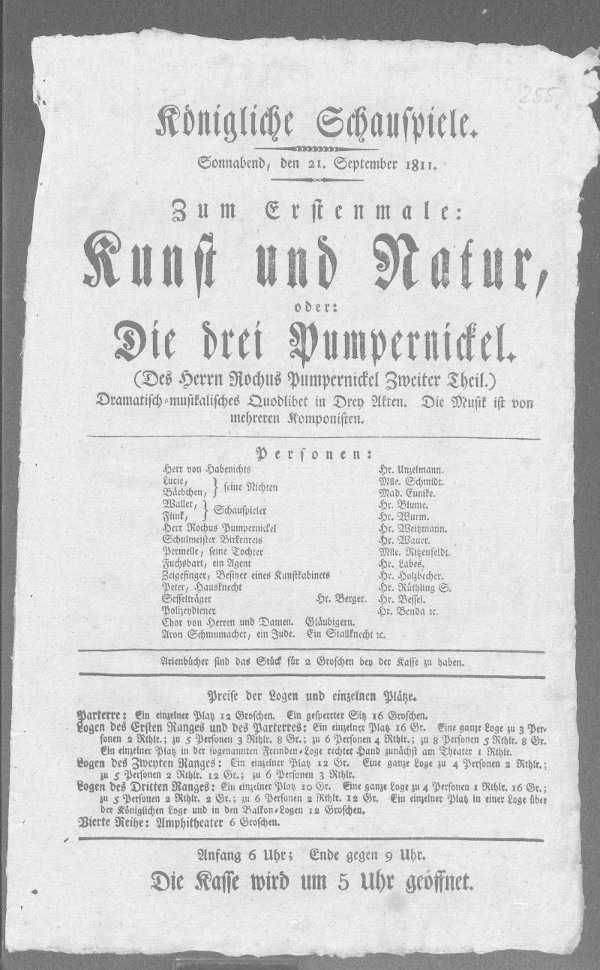 255.
Königliche Schauspiele.
Sonnabend, den 21. September 1811.
Zum Erstenmale:
Kunst und Natur,
oder:
Die drei Pumpernickel.
(Des Herrn Rochus Pumpernickel Zweiter Theil.)
Dramatisch-musikalisches Quodlibet in Drey Akten. Die Musik ist von
mehreren Komponisten.
Personen:
Herr von Habenichts Hr. Unzelmann.
Lucie, Mlle. Schmidt.
Bärbchen, } seine Nichten Mad. Eunike.
Waller, Hr. Blume.
Flink, } Schauspieler Hr. Wurm.
Herr Rochus Pumpernickel Hr. Weitzmann.
Schulmeister Birkenreis Hr. Wauer.
Pernelle, seine Tochter Mlle. Ritzenfeldt.
Fuchsbart, ein Agent Hr. Labes.
Zeigefinger, Besitzer eines Kunstkabinets Hr. Holzbecher.
Peter, Hausknecht Hr. Rüthling S.
Sesselträger Hr. Berger. Hr. Bessel.
Polizeydiener Hr. Benda ꝛc.
Chor von Herren und Damen. Gläubigern.
Aron Schmumacher, ein Jude. Ein Stallknecht ꝛc.
Arienbücher sind das Stück für 2 Groschen bey der Kasse zu haben.
Preise der Logen und einzelnen Plätze.
Parterre: Ein einzelner Platz 12 Groschen. Ein gesperrter Sitz 16 Groschen.
Logen des Ersten Ranges und des Parterres: Ein einzelner Platz 16 Gr. Eine ganze Loge zu 3 Per-
sonen 2 Rthlr.; zu 5 Personen 3 Rthlr. 8 Gr.; zu 6 Personen 4 Rthlr.; zu 8 Personen 5 Rthlr. 8 Gr.
Ein einzelner Platz in der sogenannten Fremden-Loge rechter Hand zunächst am Theater 1 Rthlr.
Logen des Zweyten Ranges: Ein einzelner Platz 12 Gr. Eine ganze Loge zu 4 Personen 2 Rthlr.;
zu 5 Personen 2 Rthlr. 12 Gr.; zu 6 Personen 3 Rthlr.
Logen des Dritten Ranges: Ein einzelner Platz 10 Gr. Eine ganze Loge zu 4 Personen 1 Rthlr. 16 Gr.;
zu 5 Personen 2 Rthlr. 2 Gr.; zu 6 Personen 2 Rthlr. 12 Gr. Ein einzelner Platz in einer Loge über
der Königlichen Loge und in den Balkon-Logen 12 Groschen.
Vierte Reihe: Amphitheater 6 Groschen.
Anfang 6 Uhr; Ende gegen 9 Uhr.
Die Kasse wird um 5 Uhr geöffnet.